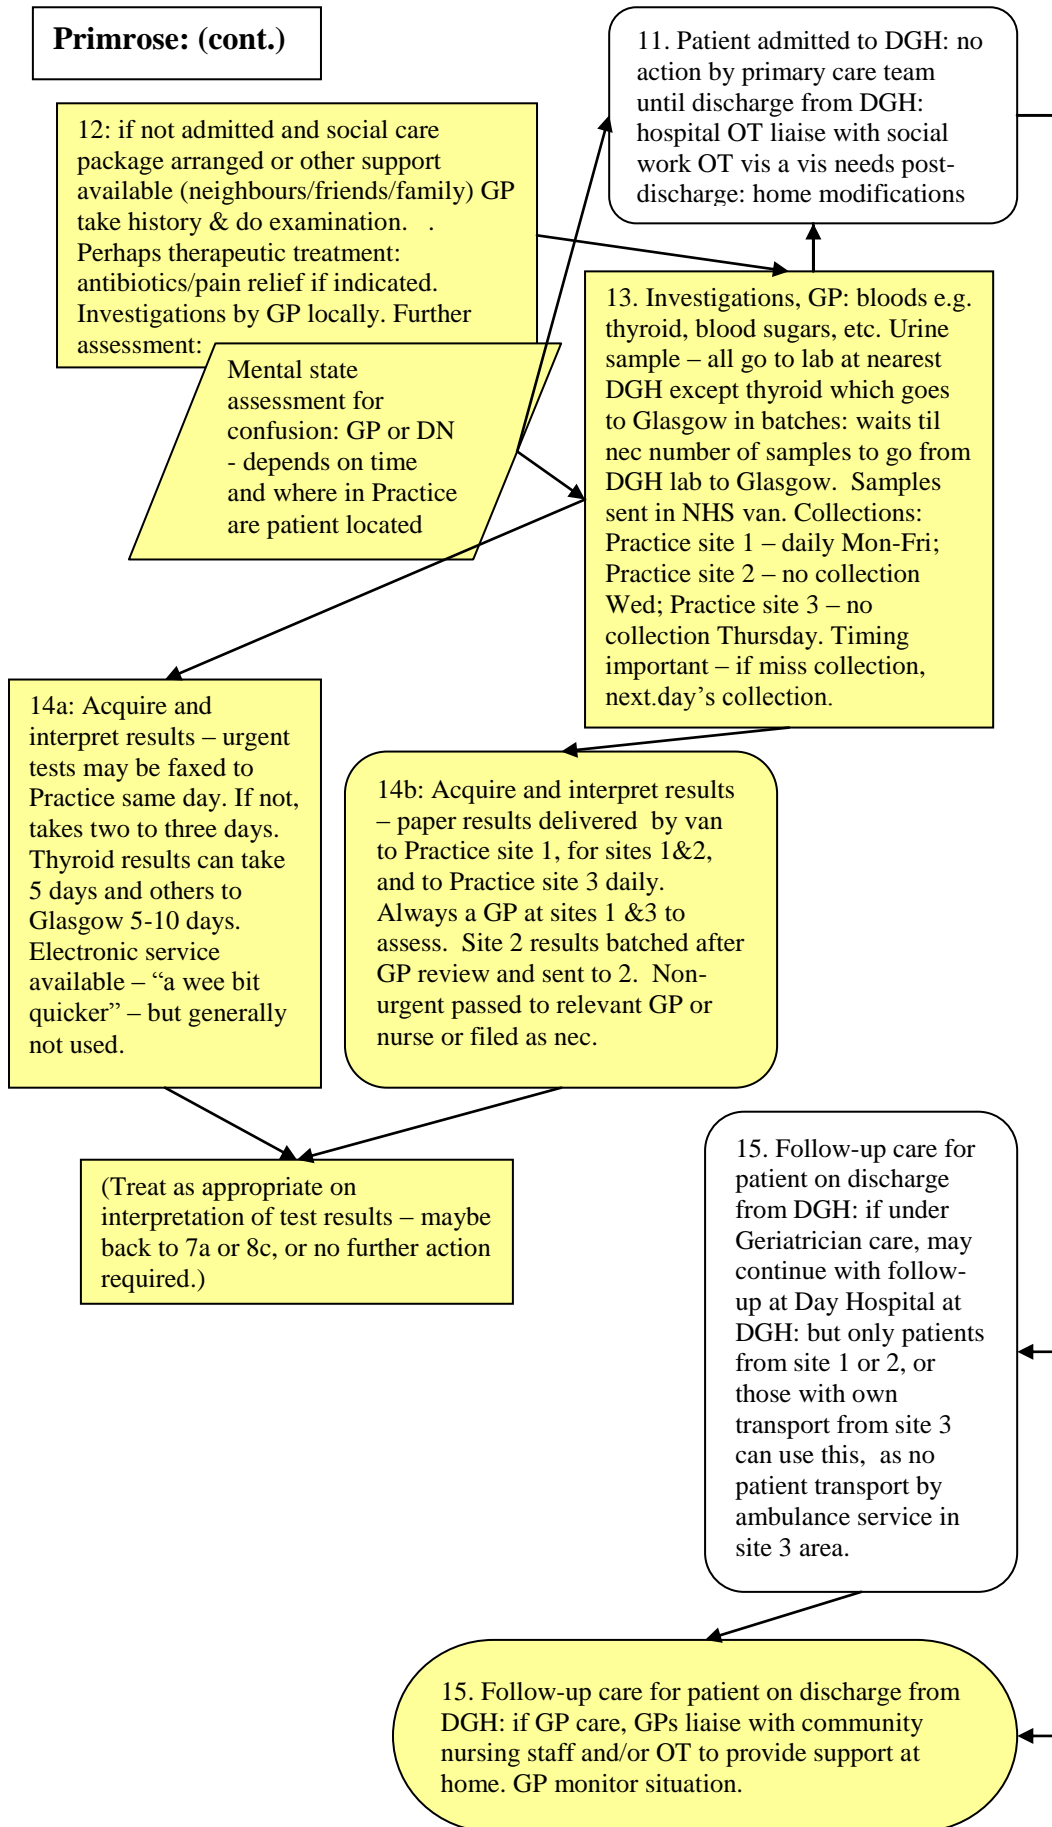 Primrose: (cont.)
11. Patient admitted to DGH: no
action by primary care team
until discharge from DGH:
hospital OT liaise with social
work OT vis a vis needs post-
discharge: home modifications
12: if not admitted and social care
package arranged or other support
available (neighbours/friends/family) GP
take history & do examination. .
Perhaps therapeutic treatment:
antibiotics/pain relief if indicated.
Investigations by GP locally. Further
assessment:
Mental state
assessment for
confusion: GP or DN
- depends on time
and where in Practice
are patient located
13. Investigations, GP: bloods e.g.
thyroid, blood sugars, etc. Urine
sample – all go to lab at nearest
DGH except thyroid which goes
to Glasgow in batches: waits til
nec number of samples to go from
DGH lab to Glasgow. Samples
sent in NHS van. Collections:
Practice site 1 – daily Mon-Fri;
Practice site 2 – no collection
Wed; Practice site 3 – no
collection Thursday. Timing
important – if miss collection,
next.day’s collection.
14a: Acquire and
interpret results – urgent
tests may be faxed to
Practice same day. If not,
takes two to three days.
Thyroid results can take
5 days and others to
Glasgow 5-10 days.
Electronic service
available – “a wee bit
quicker” – but generally
not used.
14b: Acquire and interpret results
– paper results delivered by van
to Practice site 1, for sites 1&2,
and to Practice site 3 daily.
Always a GP at sites 1 &3 to
assess. Site 2 results batched after
GP review and sent to 2. Non-
urgent passed to relevant GP or
nurse or filed as nec.
(Treat as appropriate on
interpretation of test results – maybe
back to 7a or 8c, or no further action
required.)
15. Follow-up care for
patient on discharge
from DGH: if under
Geriatrician care, may
continue with follow-
up at Day Hospital at
DGH: but only patients
from site 1 or 2, or
those with own
transport from site 3
can use this, as no
patient transport by
ambulance service in
site 3 area.
15. Follow-up care for patient on discharge from
DGH: if GP care, GPs liaise with community
nursing staff and/or OT to provide support at
home. GP monitor situation.